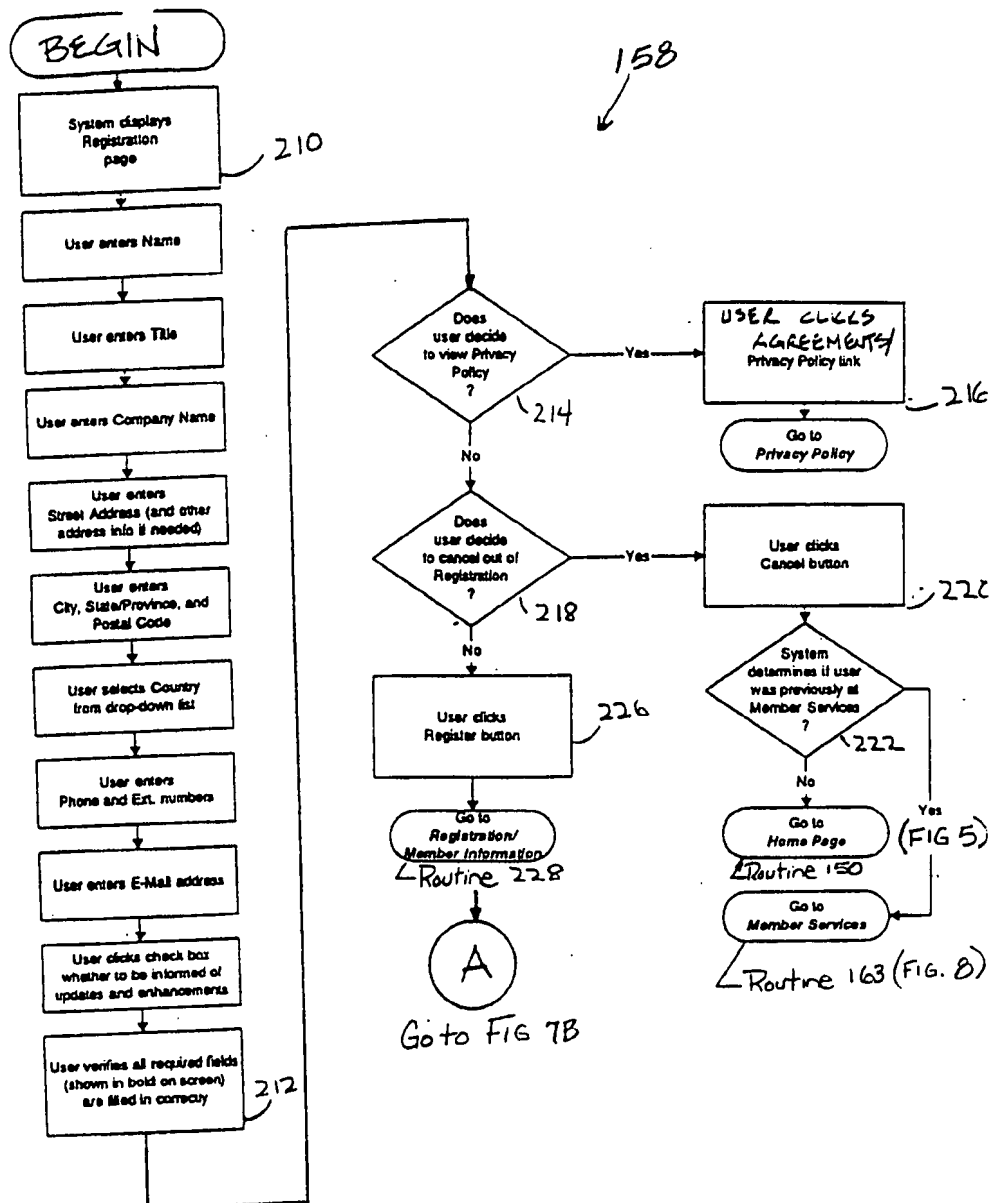 BEGIN
158
System displays
Registration
page
210
User enters Name
User enters Title
User enters Company Name
User enters
Street Address (and other
address info if needed)
User enters
City, State/Province, and
Postal Code
User selects Country
from drop-down list
User enters
Phone and Ext. numbers
User enters E-Mail address
User clicks check box
whether to be informed of
updates and enhancements
User verifies all required fields
(shown in bold on screen)
are filled in correctly
212
Does
user decide
to view Privacy
Policy
?
214
Yes
USER CLICKS
AGREEMENTS/
Privacy Policy link
216
Go to
Privacy Policy
No
Does
user decide
to cancel out of
Registration
?
218
Yes
User clicks
Cancel button
220
System
determines if user
was previously at
Member Services
?
222
No
Go to
Home Page
Routine 150
Yes
(FIG 5)
Go to
Member Services
Routine 163 (FIG. 8)
No
User clicks
Register button
226
Go to
Registration/
Member Information
Routine 228
A
Go to FIG 7B